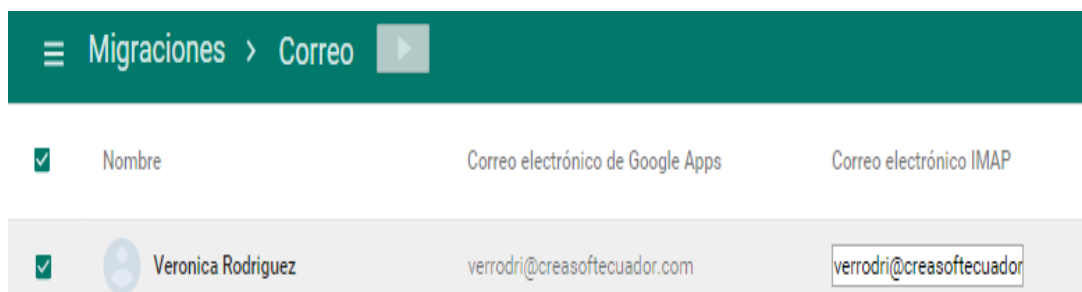 Migraciones > Correo
Nombre Correo electrónico de Google Apps Correo electrónico IMAP
Veronica Rodriguez verrodri@creasoftecuador.com verrodri@creasoftecuador